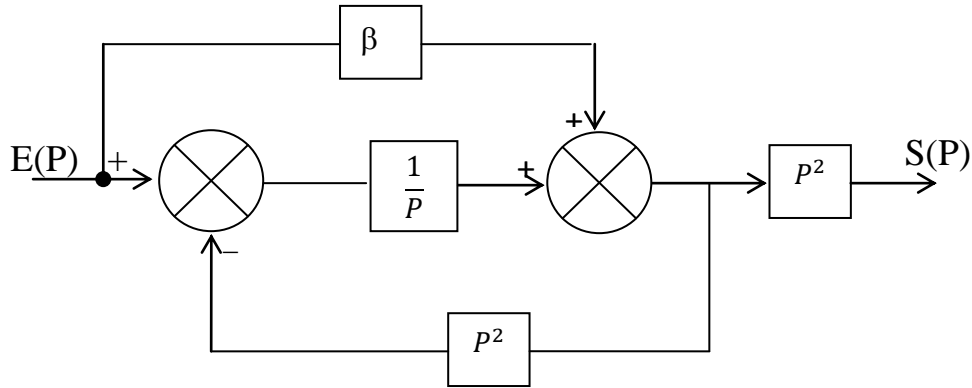 β
+
E(P)
+
1
P
+
P²
S(P)
−
P²